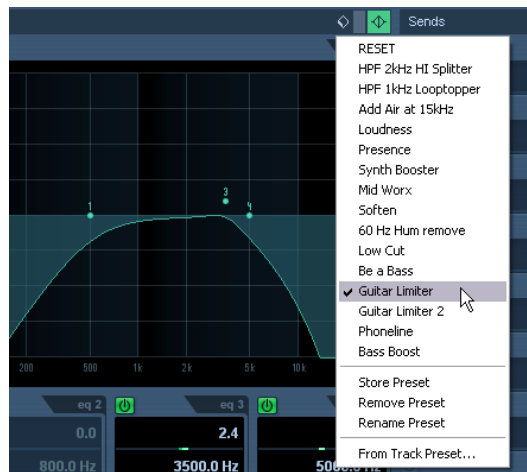 Sends
RESET
HPF 2kHz HI Splitter
HPF 1kHz Looptopper
Add Air at 15kHz
Loudness
Presence
Synth Booster
Mid Worx
Soften
60 Hz Hum remove
Low Cut
Be a Bass
Guitar Limiter
Guitar Limiter 2
Phoneline
Bass Boost
Store Preset
Remove Preset
Rename Preset
From Track Preset...
1
3
4
200 500 1k 2k 5k 10k
eq 2 eq 3
0.0 2.4
800.0 Hz 3500.0 Hz